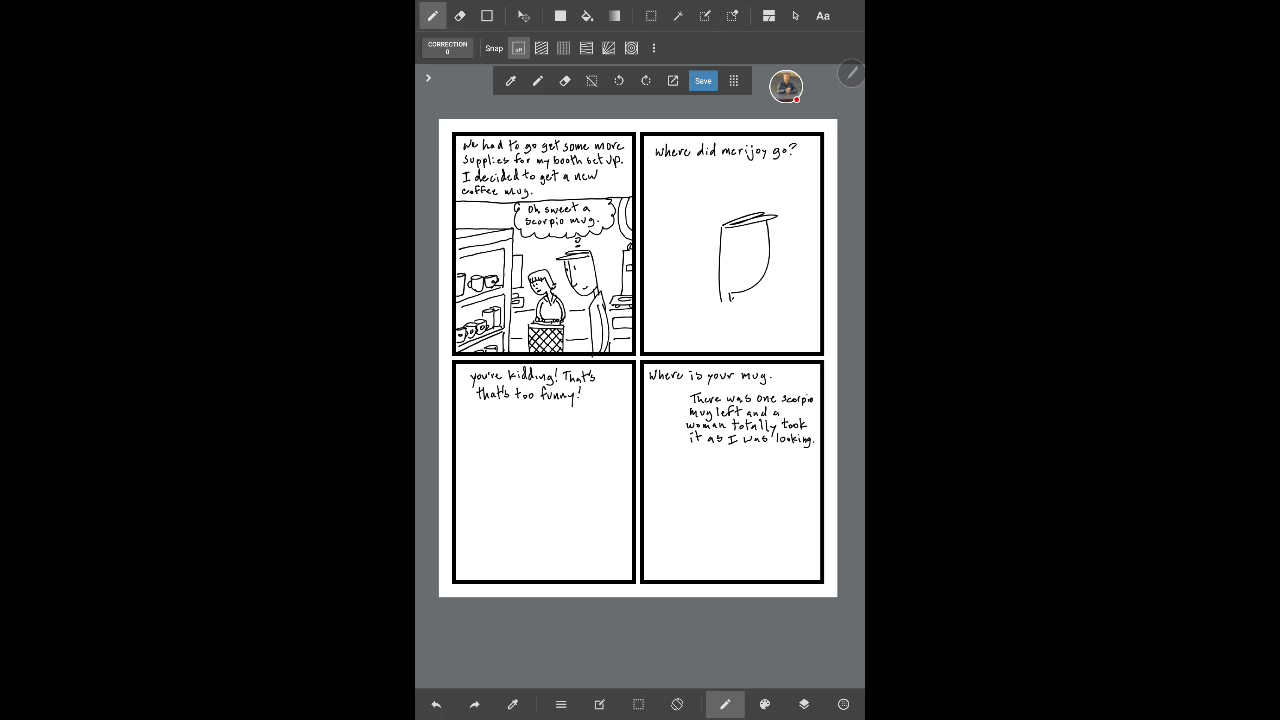 Aa
CORRECTION
0
Snap
off
Save
We had to go get some more
supplies for my booth set up.
I decided to get a new
coffee mug.
Oh sweet a
scorpio mug.
Where did merijoy go?
you're kidding! That's
that's too funny!
Where is your mug.
There was one scorpio
mug left and a
woman totally took
it as I was looking.